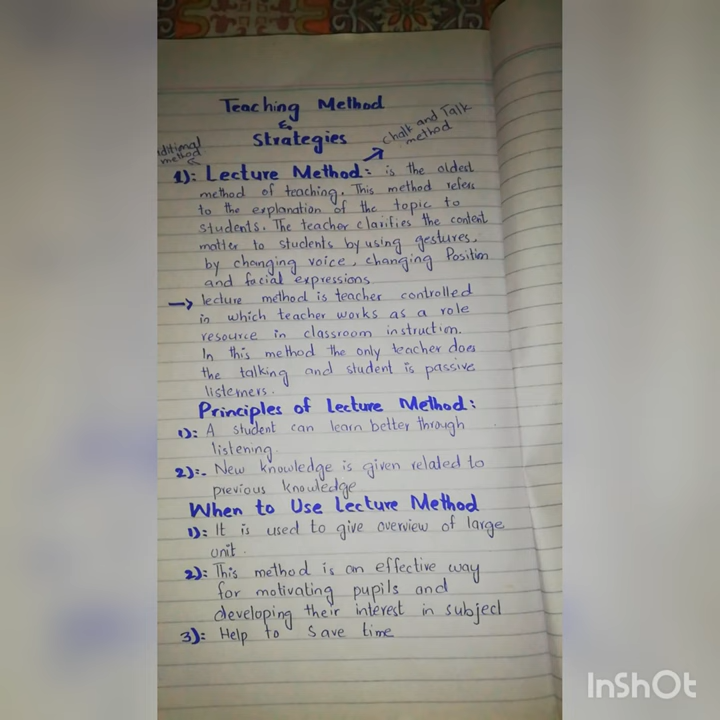 Teaching Method
&
Strategies
Chalk and Talk
method
ditimal
method
1): Lecture Method: is the oldest
method of teaching. This method refers
to the explanation of the topic to
students. The teacher clarifies the content
matter to students by using gestures,
by changing voice, changing Position
and facial expressions
→ lecture method is teacher controlled
in which teacher works as a role
resource in classroom instruction.
In this method the only teacher does
the talking and student is passive
listerners.
Principles of Lecture Method:
1): A student can learn better through
listening
2):- New knowledge is given related to
previous knowledge
When to Use Lecture Method
1): It is used to give overview of large
unit.
2): This method is an effective way
for motivating pupils and
developing their interest in subject
3): Help to save time
InShOt